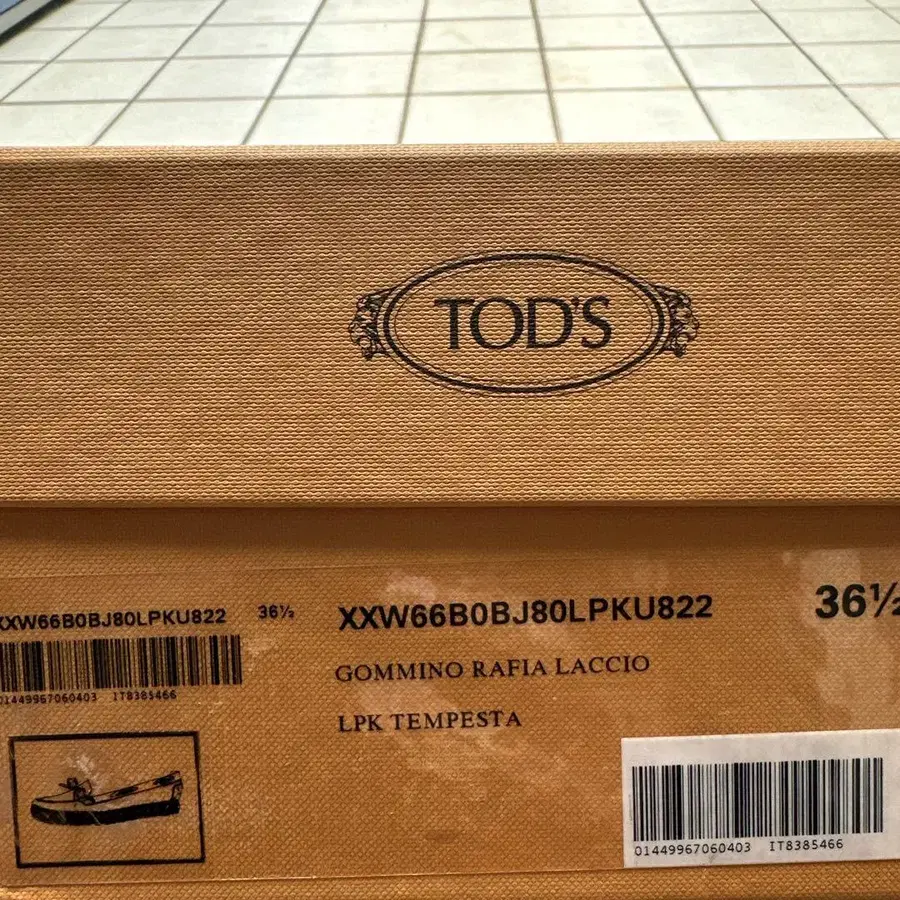 TOD'S
XXW66B0BJ80LPKU822 36½
01449967060403 IT8385466
XXW66B0BJ80LPKU822 36½
GOMMINO RAFIA LACCIO
LPK TEMPESTA
01449967060403 IT8385466